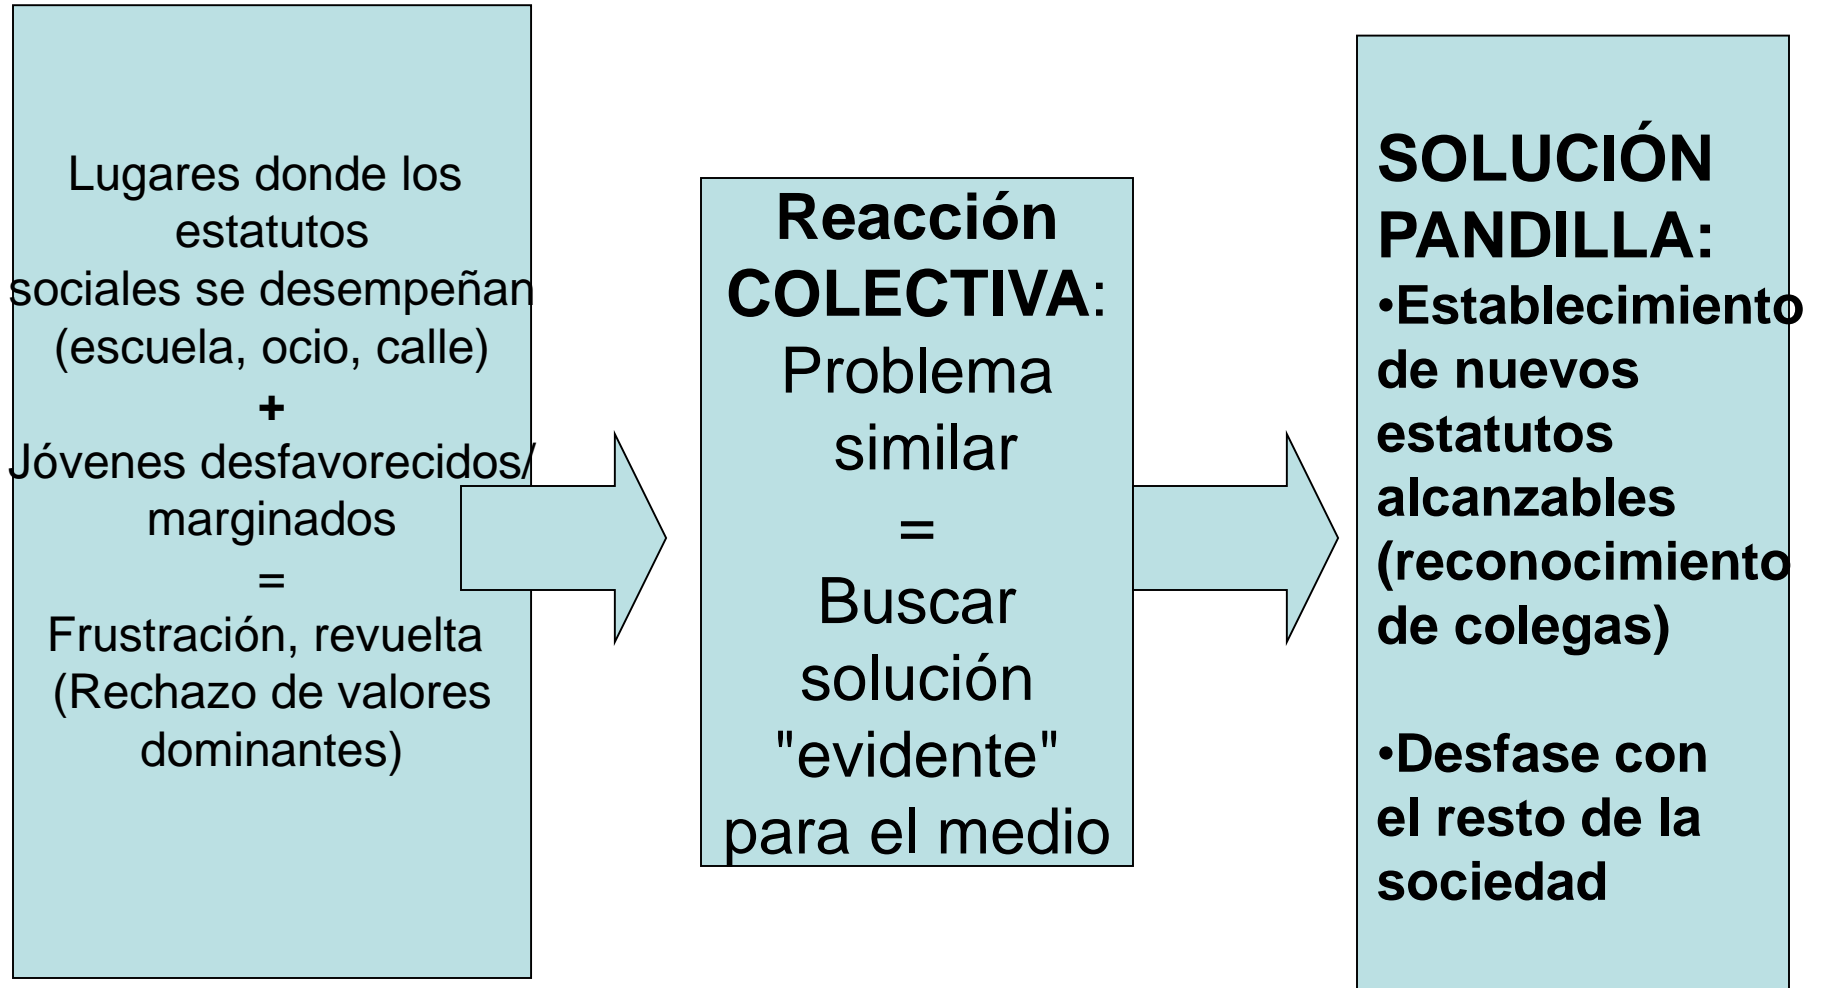 Lugares donde los
estatutos
sociales se desempeñan
(escuela, ocio, calle)
+
Jóvenes desfavorecidos/
marginados
=
Frustración, revuelta
(Rechazo de valores
dominantes)
Reacción
COLECTIVA:
Problema
similar
=
Buscar
solución
"evidente"
para el medio
SOLUCIÓN
PANDILLA:
•Establecimiento
de nuevos
estatutos
alcanzables
(reconocimiento
de colegas)
•Desfase con
el resto de la
sociedad